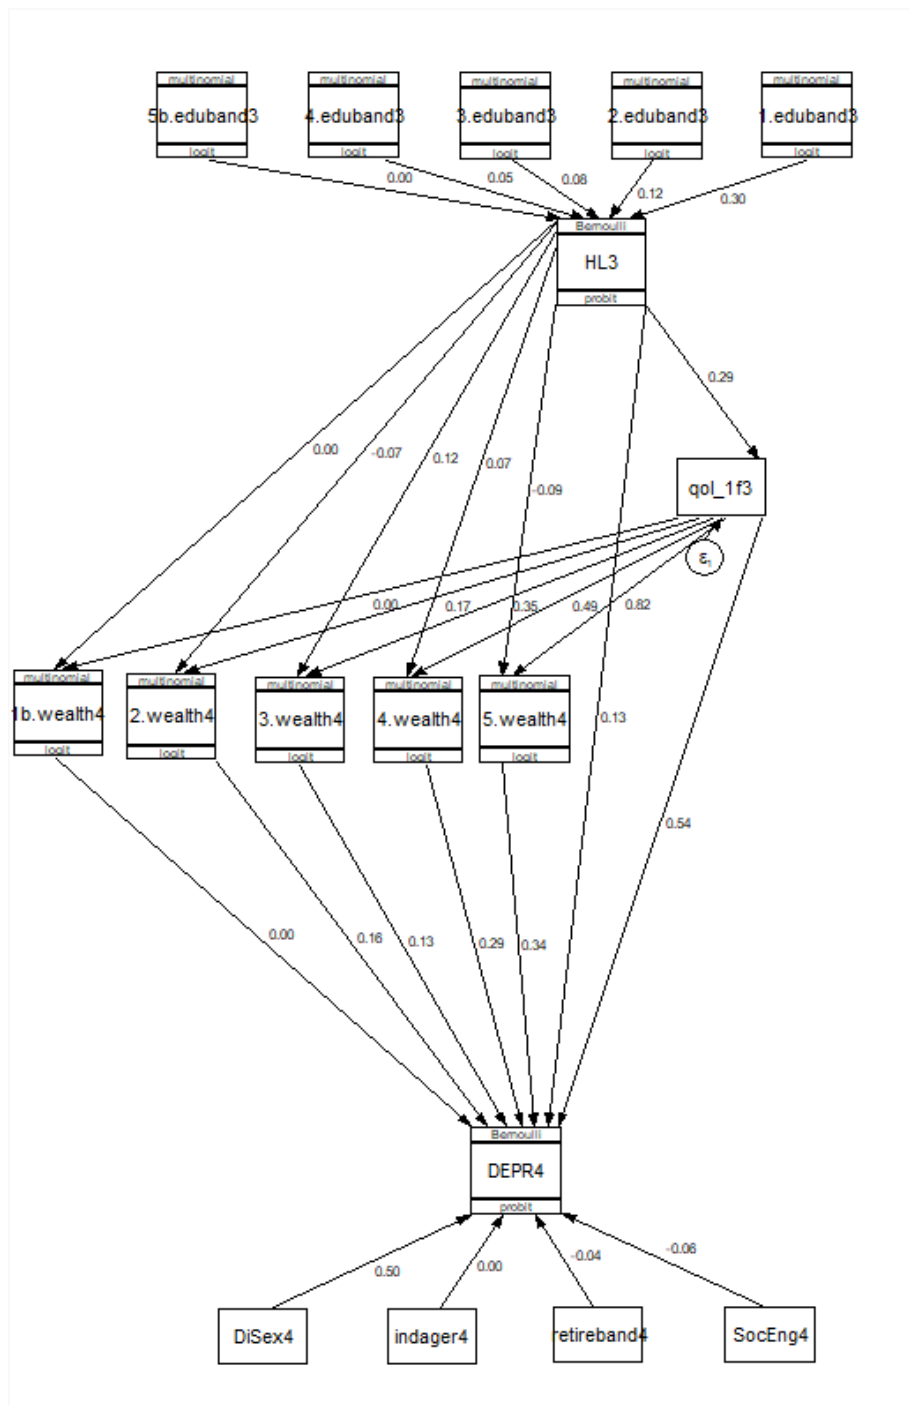 multinomial multinomial multinomial multinomial multinomial
5b.eduband3 4.eduband3 3.eduband3 2.eduband3 1.eduband3
logit logit logit logit logit
0.00 0.05 0.08 0.12 0.30
Bernoulli
HL3
probit
0.29
0.00 -0.07 0.12 0.07 -0.09
qol_1f3
ε1
0.00 0.17 0.35 0.49 0.82
multinomial multinomial multinomial multinomial multinomial
1b.wealth4 2.wealth4 3.wealth4 4.wealth4 5.wealth4
logit logit logit logit logit
0.13
0.54
0.00 0.16 0.13 0.29 0.34
Bernoulli
DEPR4
probit
0.50 0.00 -0.04 -0.06
DiSex4 indager4 retireband4 SocEng4